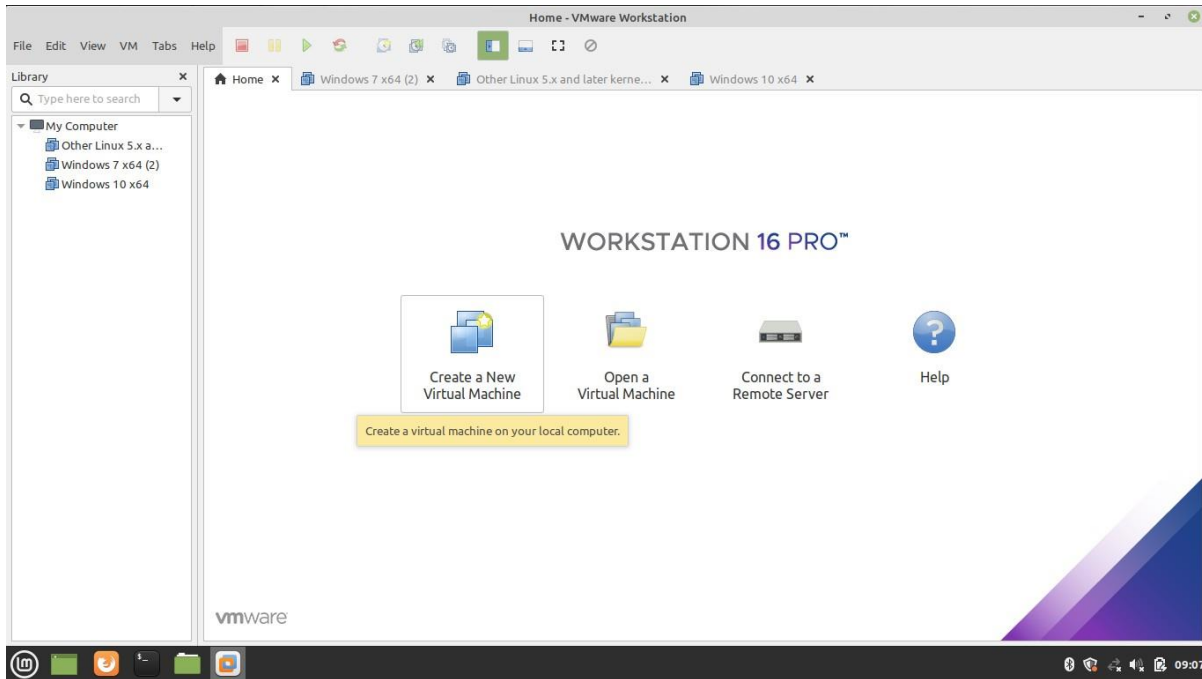 Home - VMware Workstation
File Edit View VM Tabs Help
Library
Type here to search
My Computer
Other Linux 5.x a...
Windows 7 x64 (2)
Windows 10 x64
Home
Windows 7 x64 (2)
Other Linux 5.x and later kerne...
Windows 10 x64
WORKSTATION 16 PRO™
Create a New
Virtual Machine
Open a
Virtual Machine
Connect to a
Remote Server
Help
Create a virtual machine on your local computer.
vmware
09:07